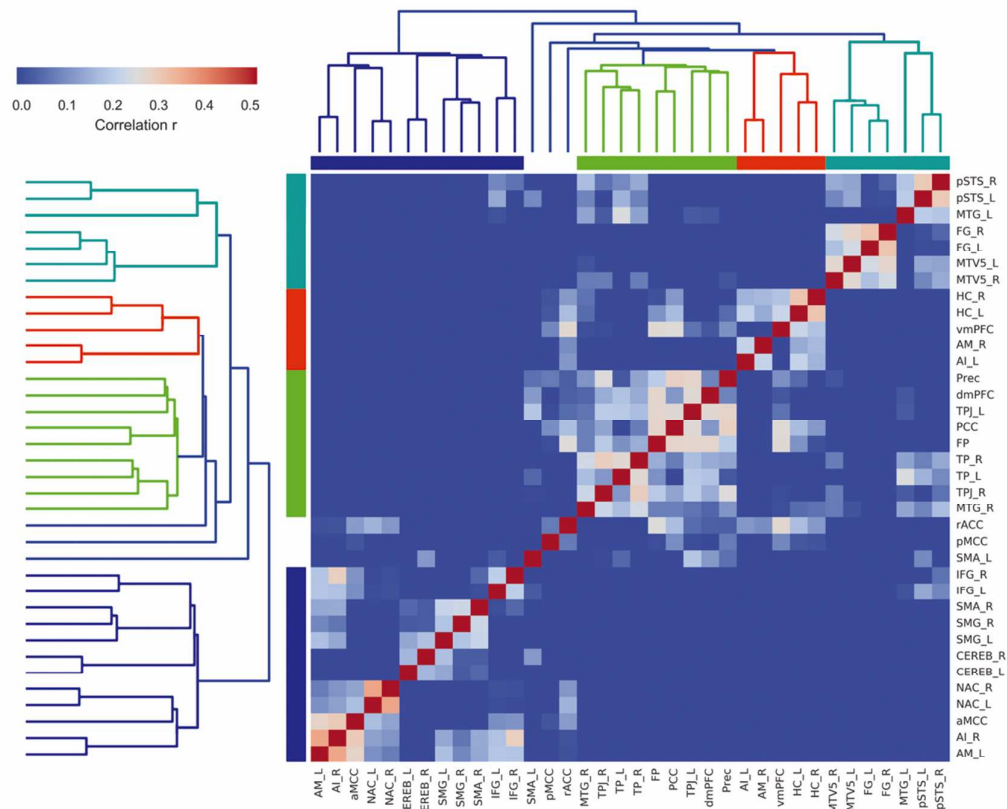 0.0 0.1 0.2 0.3 0.4 0.5
Correlation r
pSTS_R
pSTS_L
MTG_L
FG_R
FG_L
MTV5_L
MTV5_R
HC_R
HC_L
vmPFC
AM_R
AI_L
Prec
dmPFC
TPJ_L
PCC
FP
TP_R
TP_L
TPJ_R
MTG_R
rACC
pMCC
SMA_L
IFG_R
IFG_L
SMA_R
SMG_R
SMG_L
CEREB_R
CEREB_L
NAC_R
NAC_L
aMCC
AI_R
AM_L
AM_L
AI_R
aMCC
NAC_L
NAC_R
EREB_L
EREB_R
SMG_L
SMG_R
SMA_R
IFG_L
IFG_R
SMA_L
pMCC
rACC
MTG_R
TPJ_R
TP_L
TP_R
FP
PCC
TPJ_L
dmPFC
Prec
AI_L
AM_R
vmPFC
HC_L
HC_R
MTV5_R
MTV5_L
FG_L
FG_R
MTG_L
pSTS_L
pSTS_R